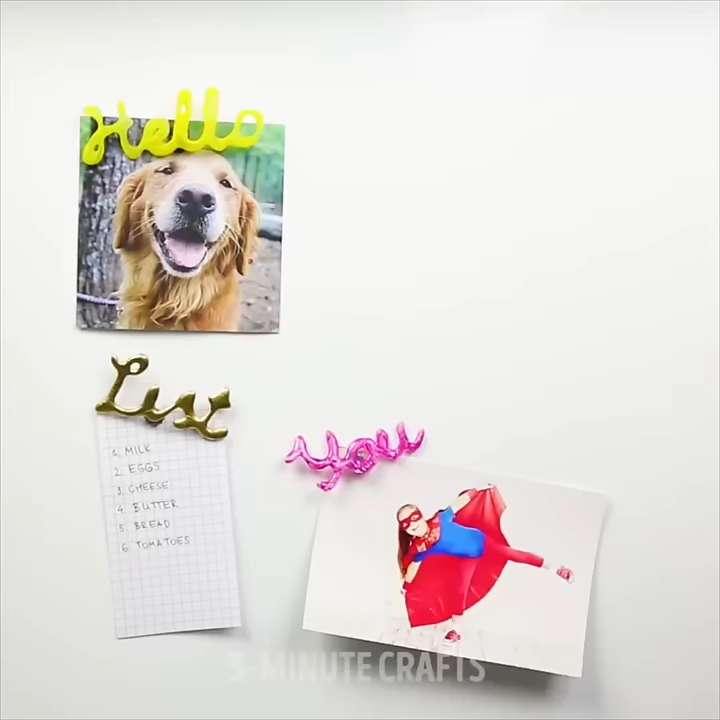 Hello
List
1. MILK
2. EGGS
3. CHEESE
4. BUTTER
5. BREAD
6. TOMATOES
you
5-MINUTE CRAFTS